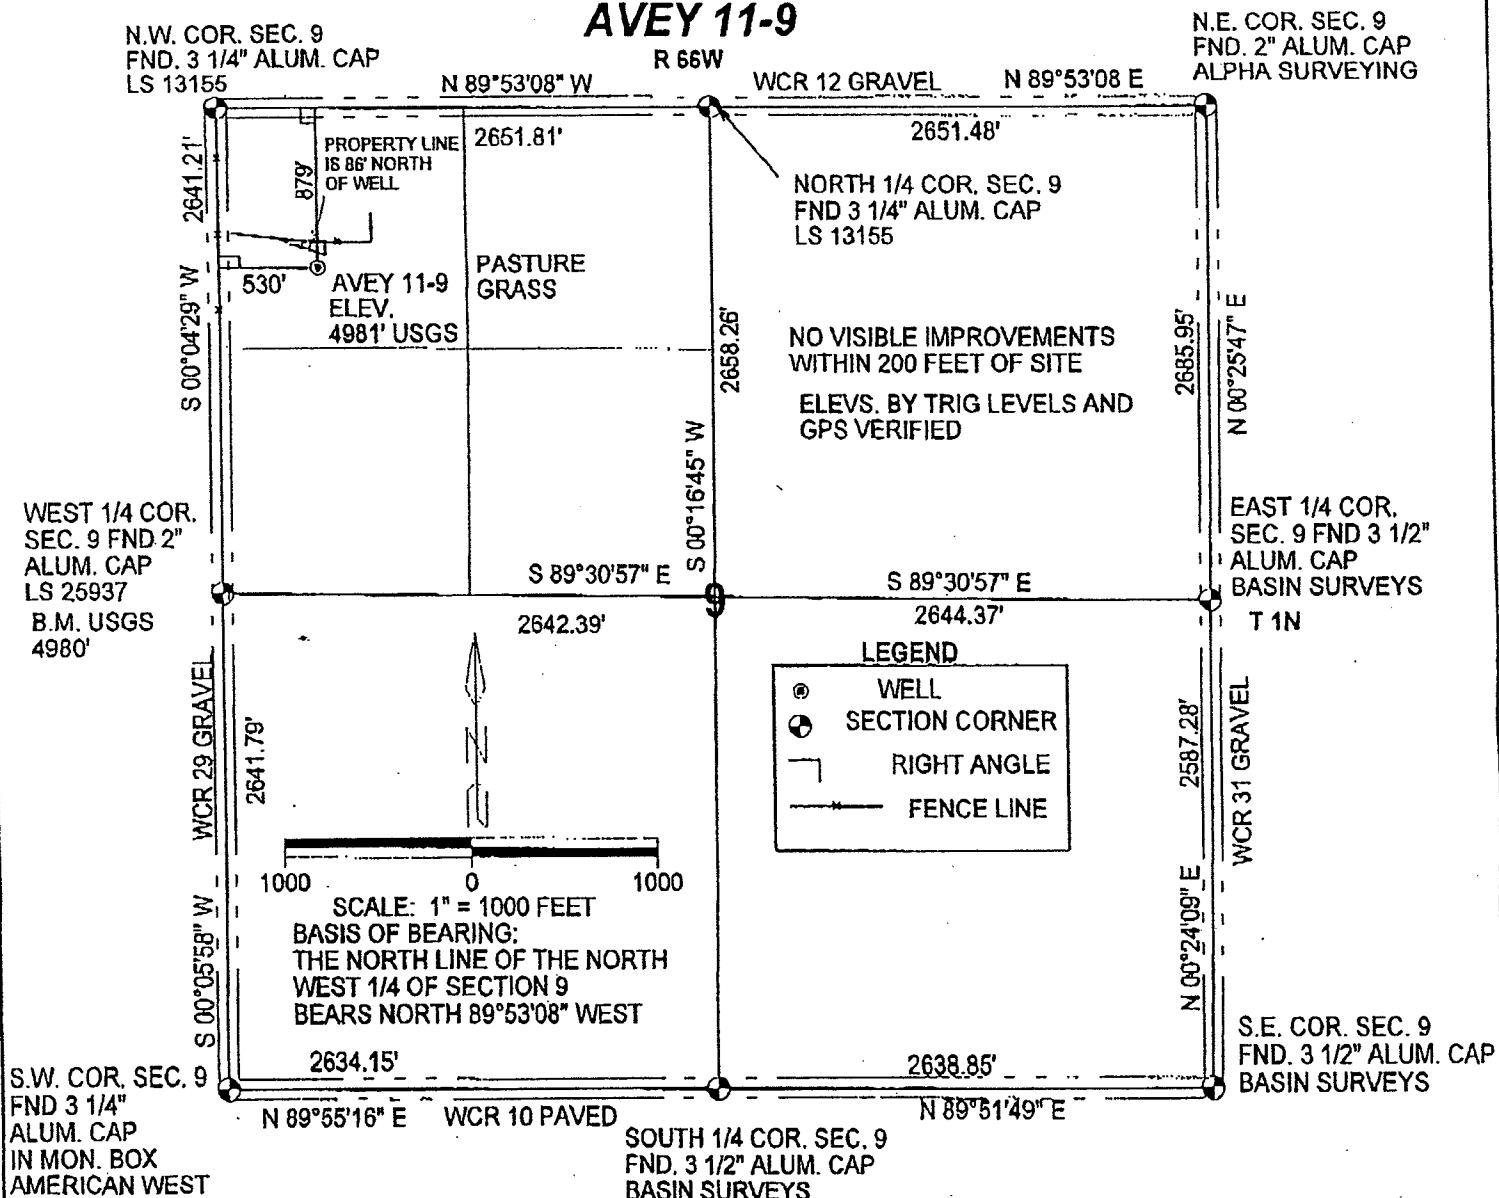 AVEY 11-9
R 66W
N.W. COR. SEC. 9
FND. 3 1/4" ALUM. CAP
LS 13155
N 89°53'08" W
WCR 12 GRAVEL
N 89°53'08 E
N.E. COR. SEC. 9
FND. 2" ALUM. CAP
ALPHA SURVEYING
2651.81'
2651.48'
2641.21'
879'
PROPERTY LINE
IS 86' NORTH
OF WELL
NORTH 1/4 COR. SEC. 9
FND 3 1/4" ALUM. CAP
LS 13155
530'
AVEY 11-9
ELEV.
4981' USGS
PASTURE
GRASS
S 00°04'29" W
2658.26'
S 00°16'45" W
NO VISIBLE IMPROVEMENTS
WITHIN 200 FEET OF SITE
ELEVS. BY TRIG LEVELS AND
GPS VERIFIED
2685.95'
N 00°25'47" E
WEST 1/4 COR.
SEC. 9 FND 2"
ALUM. CAP
LS 25937
B.M. USGS
4980'
S 89°30'57" E
2642.39'
9
S 89°30'57" E
2644.37'
EAST 1/4 COR.
SEC. 9 FND 3 1/2"
ALUM. CAP
BASIN SURVEYS
T 1N
LEGEND
WELL
SECTION CORNER
RIGHT ANGLE
FENCE LINE
WCR 29 GRAVEL
2641.79'
S 00°05'58" W
N
1000 0 1000
SCALE: 1" = 1000 FEET
BASIS OF BEARING:
THE NORTH LINE OF THE NORTH
WEST 1/4 OF SECTION 9
BEARS NORTH 89°53'08" WEST
2587.28'
WCR 31 GRAVEL
N 00°24'09" E
2634.15'
2638.85'
S.W. COR. SEC. 9
FND 3 1/4"
ALUM. CAP
IN MON. BOX
AMERICAN WEST
N 89°55'16" E
WCR 10 PAVED
SOUTH 1/4 COR. SEC. 9
FND. 3 1/2" ALUM. CAP
BASIN SURVEYS
N 89°51'49" E
S.E. COR. SEC. 9
FND. 3 1/2" ALUM. CAP
BASIN SURVEYS